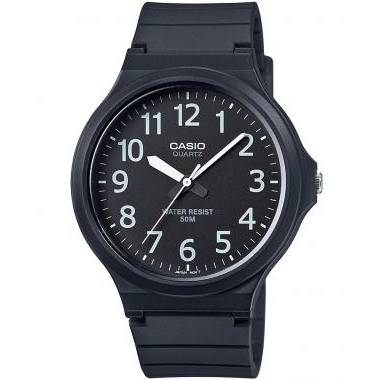 12
11 1
CASIO
QUARTZ
10 2
9 3
8 4
WATER RESIST
50M
7 5
6